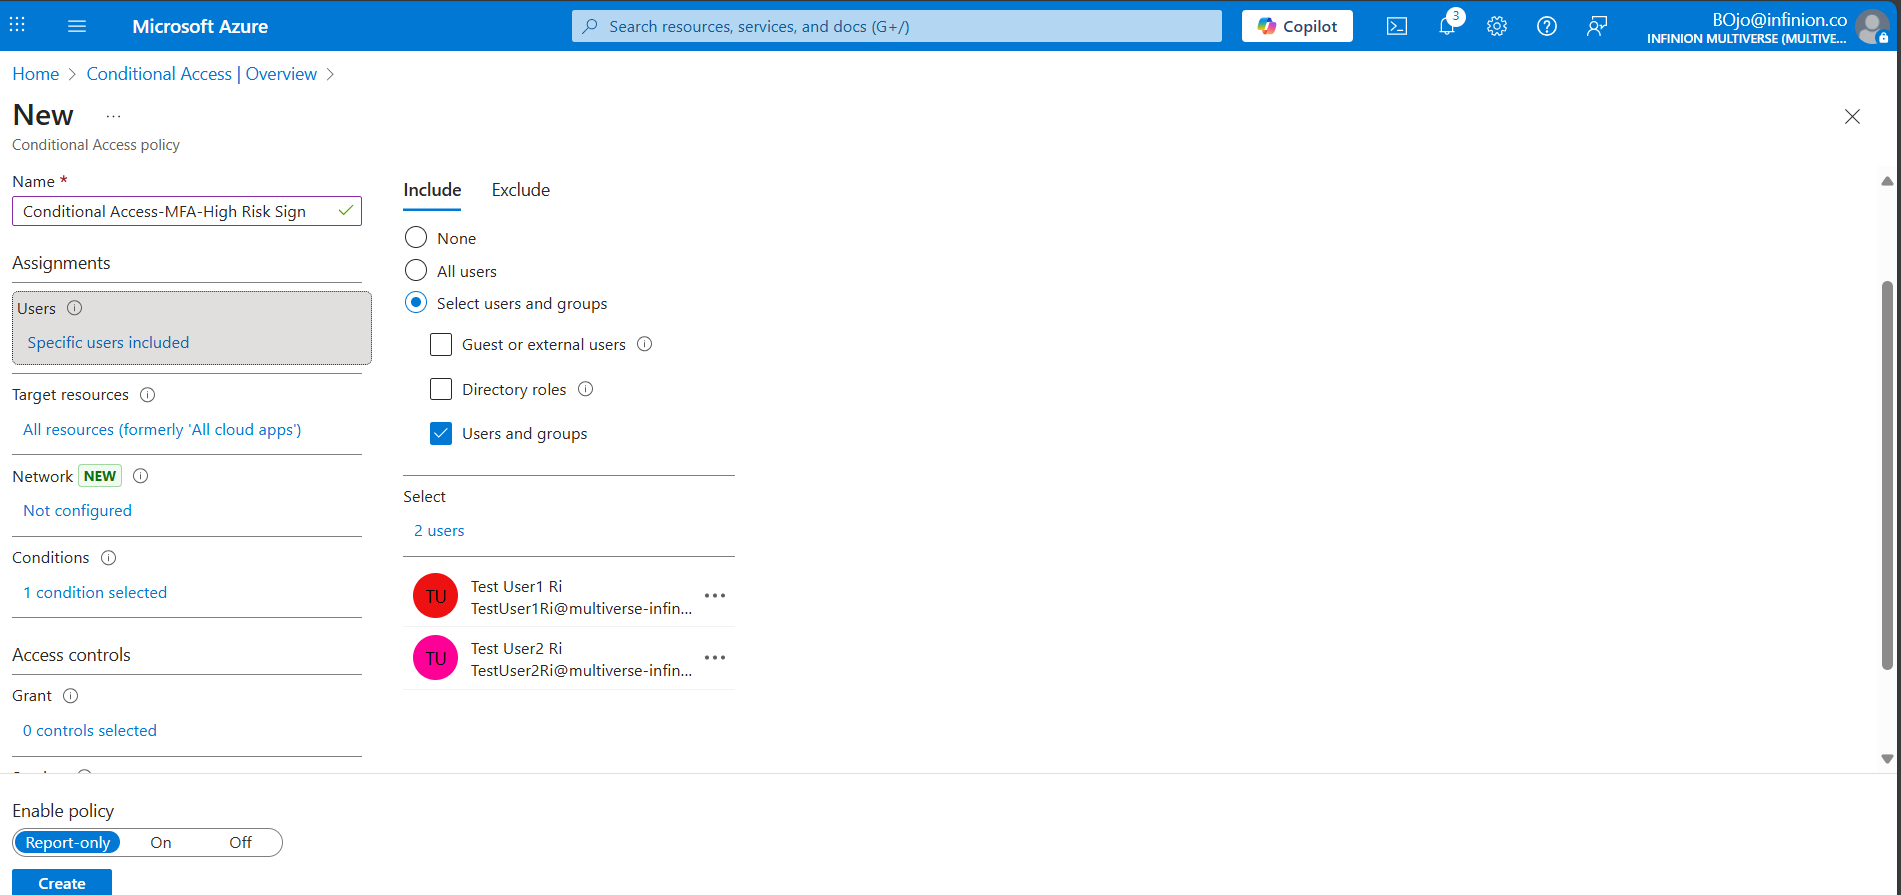 Microsoft Azure
Search resources, services, and docs (G+/)
Copilot
3
BOjo@infinion.co
INFINION MULTIVERSE (MULTIVE...
Home > Conditional Access | Overview >
New ...
Conditional Access policy
Name *
Conditional Access-MFA-High Risk Sign
Assignments
Users
Specific users included
Target resources
All resources (formerly 'All cloud apps')
Network NEW
Not configured
Conditions
1 condition selected
Access controls
Grant
0 controls selected
Include Exclude
None
All users
Select users and groups
Guest or external users
Directory roles
Users and groups
Select
2 users
TU
Test User1 Ri
TestUser1Ri@multiverse-infin...
TU
Test User2 Ri
TestUser2Ri@multiverse-infin...
Enable policy
Report-only On Off
Create